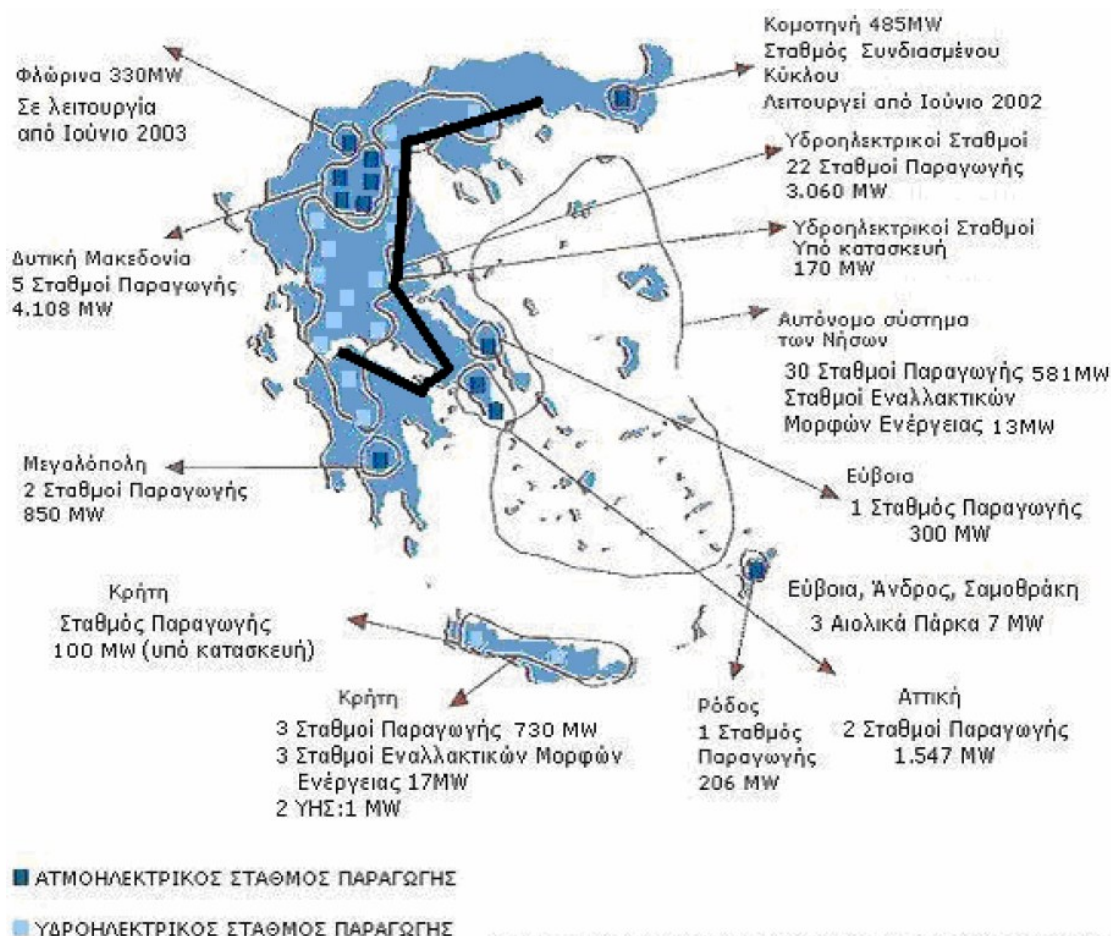 Φλώρινα 330MW
Σε λειτουργία
από Ιούνιο 2003
Κομοτηνή 485MW
Σταθμός Συνδιασμένου
Κύκλου
Λειτουργεί από Ιούνιο 2002
Υδροηλεκτρικοί Σταθμοί
22 Σταθμοί Παραγωγής
3.060 MW
Υδροηλεκτρικοί Σταθμοί
Υπό κατασκευή
170 MW
Δυτική Μακεδονία
5 Σταθμοί Παραγωγής
4.108 MW
Αυτόνομο σύστημα
των Νήσων
30 Σταθμοί Παραγωγής 581MW
Σταθμοί Εναλλακτικών
Μορφών Ενέργειας 13MW
Μεγαλόπολη
2 Σταθμοί Παραγωγής
850 MW
Εύβοια
1 Σταθμός Παραγωγής
300 MW
Εύβοια, Άνδρος, Σαμοθράκη
3 Αιολικά Πάρκα 7 MW
Κρήτη
Σταθμός Παραγωγής
100 MW (υπό κατασκευή)
Κρήτη
3 Σταθμοί Παραγωγής 730 MW
3 Σταθμοί Εναλλακτικών Μορφών
Ενέργειας 17MW
2 ΥΗΣ:1 MW
Ρόδος
1 Σταθμός
Παραγωγής
206 MW
Αττική
2 Σταθμοί Παραγωγής
1.547 MW
ΑΤΜΟΗΛΕΚΤΡΙΚΟΣ ΣΤΑΘΜΟΣ ΠΑΡΑΓΩΓΗΣ
ΥΔΡΟΗΛΕΚΤΡΙΚΟΣ ΣΤΑΘΜΟΣ ΠΑΡΑΓΩΓΗΣ